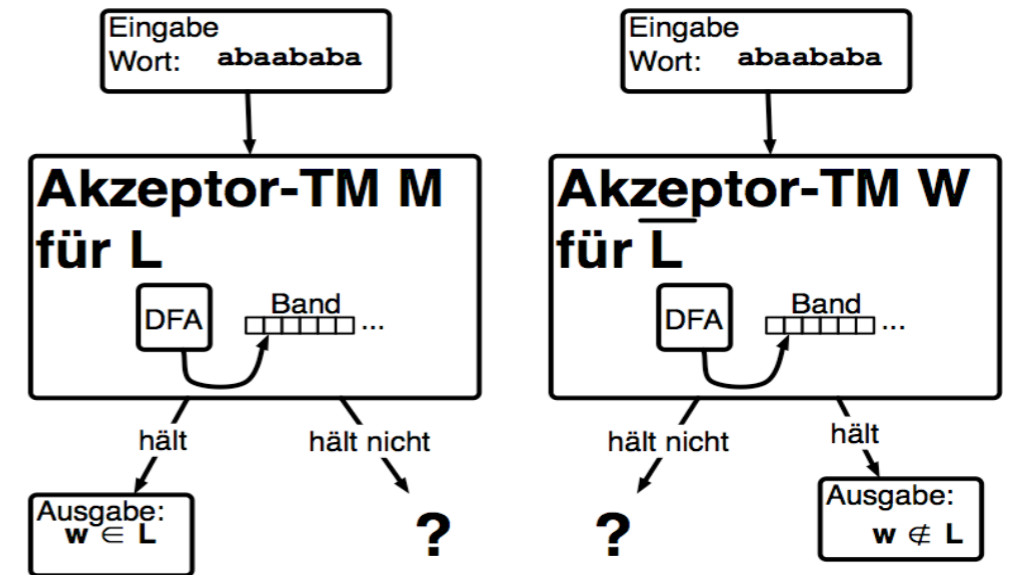 Eingabe
Wort: abaababa
Akzeptor-TM M
für L
DFA
Band
...
hält
hält nicht
Ausgabe:
w ∈ L
?
Eingabe
Wort: abaababa
Akzeptor-TM W
für L̅
DFA
Band
...
hält nicht
hält
?
Ausgabe:
w ∉ L